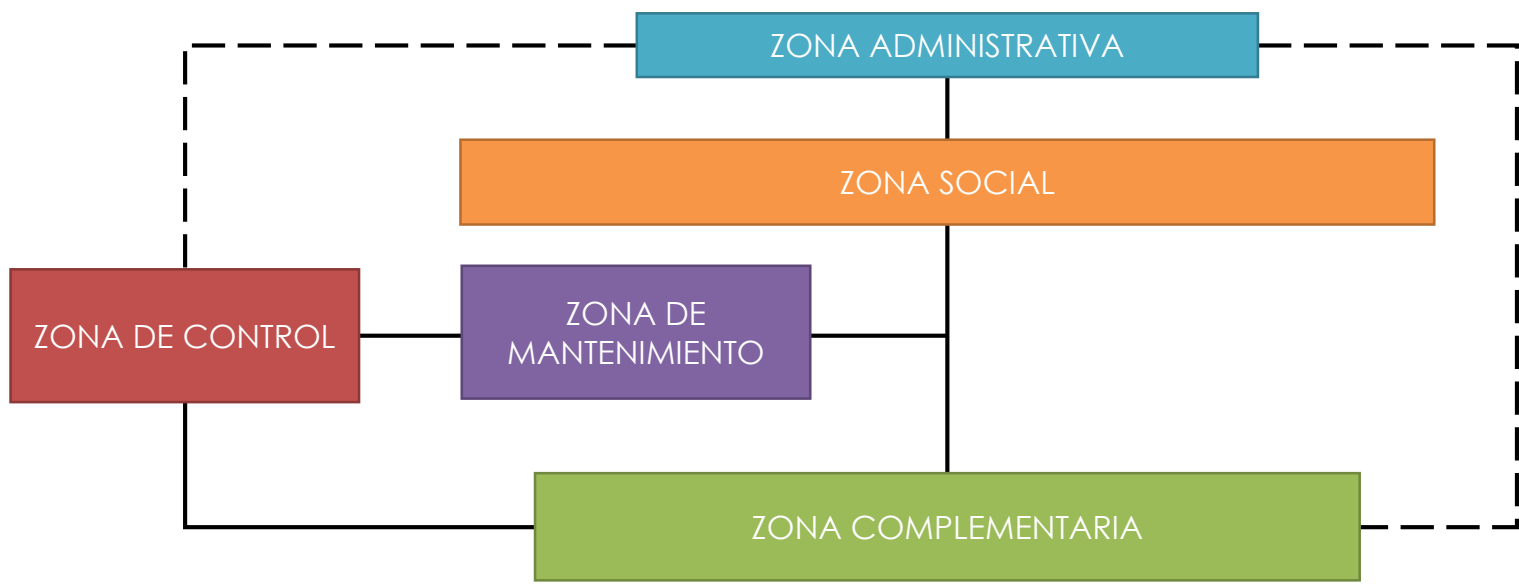 ZONA ADMINISTRATIVA
ZONA SOCIAL
ZONA DE CONTROL
ZONA DE
MANTENIMIENTO
ZONA COMPLEMENTARIA